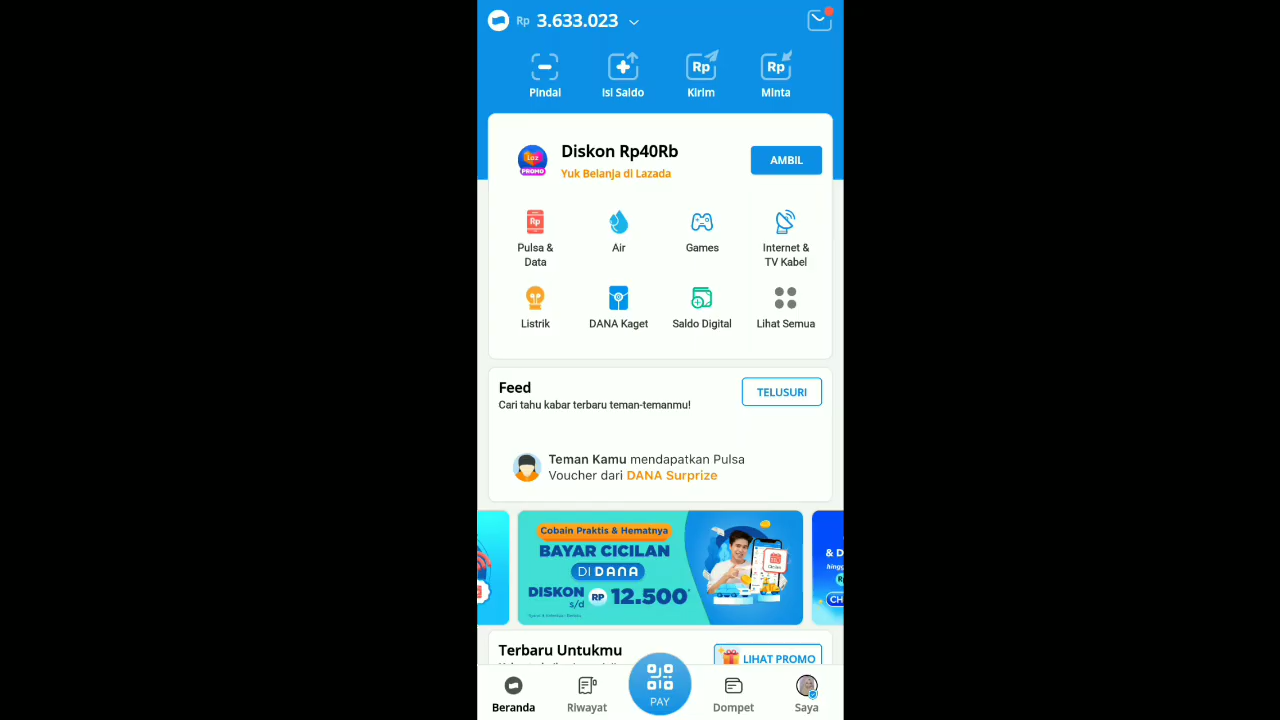 Rp 3.633.023
Pindai
Isi Saldo
Kirim
Minta
Diskon Rp40Rb
Yuk Belanja di Lazada
AMBIL
Pulsa &
Data
Air
Games
Internet &
TV Kabel
Listrik
DANA Kaget
Saldo Digital
Lihat Semua
Feed
Cari tahu kabar terbaru teman-temanmu!
TELUSURI
Teman Kamu mendapatkan Pulsa
Voucher dari DANA Surprize
Cobain Praktis & Hematnya
BAYAR CICILAN
DI DANA
DISKON
s/d
RP 12.500*
Terbaru Untukmu
LIHAT PROMO
Beranda
Riwayat
PAY
Dompet
Saya